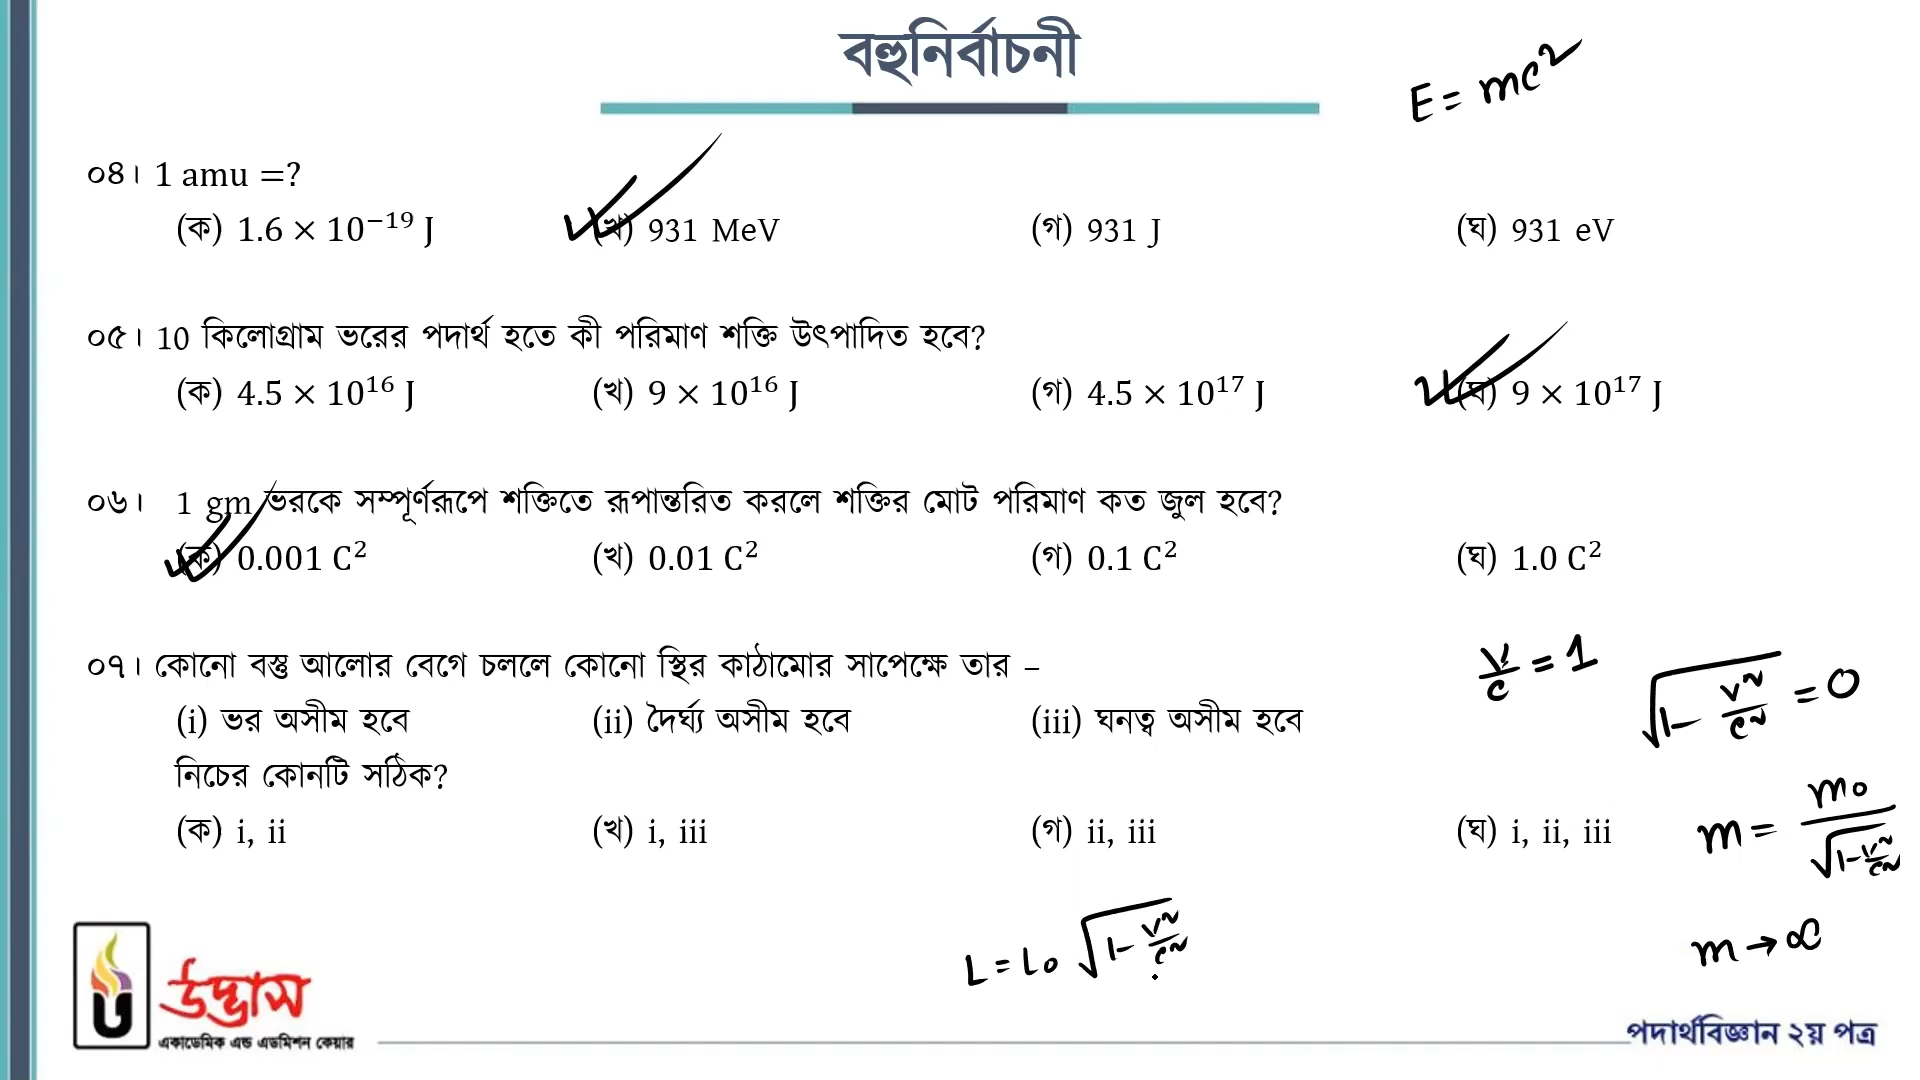 বহুনির্বাচনী
E = mc²
০৪। 1 amu =?
(ক) 1.6 × 10⁻¹⁹ J (খ) 931 MeV (গ) 931 J (ঘ) 931 eV
০৫। 10 কিলোগ্রাম ভরের পদার্থ হতে কী পরিমাণ শক্তি উৎপাদিত হবে?
(ক) 4.5 × 10¹⁶ J (খ) 9 × 10¹⁶ J (গ) 4.5 × 10¹⁷ J (ঘ) 9 × 10¹⁷ J
০৬। 1 gm ভরকে সম্পূর্ণরূপে শক্তিতে রূপান্তরিত করলে শক্তির মোট পরিমাণ কত জুল হবে?
(ক) 0.001 C² (খ) 0.01 C² (গ) 0.1 C² (ঘ) 1.0 C²
০৭। কোনো বস্তু আলোর বেগে চললে কোনো স্থির কাঠামোর সাপেক্ষে তার –
v/c = 1
√(1 - v²/c²) = 0
(i) ভর অসীম হবে (ii) দৈর্ঘ্য অসীম হবে (iii) ঘনত্ব অসীম হবে
নিচের কোনটি সঠিক?
(ক) i, ii (খ) i, iii (গ) ii, iii (ঘ) i, ii, iii
m = m₀/√(1-v²/c²)
L = L₀ √(1 - v²/c²)
m → ∞
উদ্ভাস
একাডেমিক এন্ড এডমিশন কেয়ার
পদার্থবিজ্ঞান ২য় পত্র